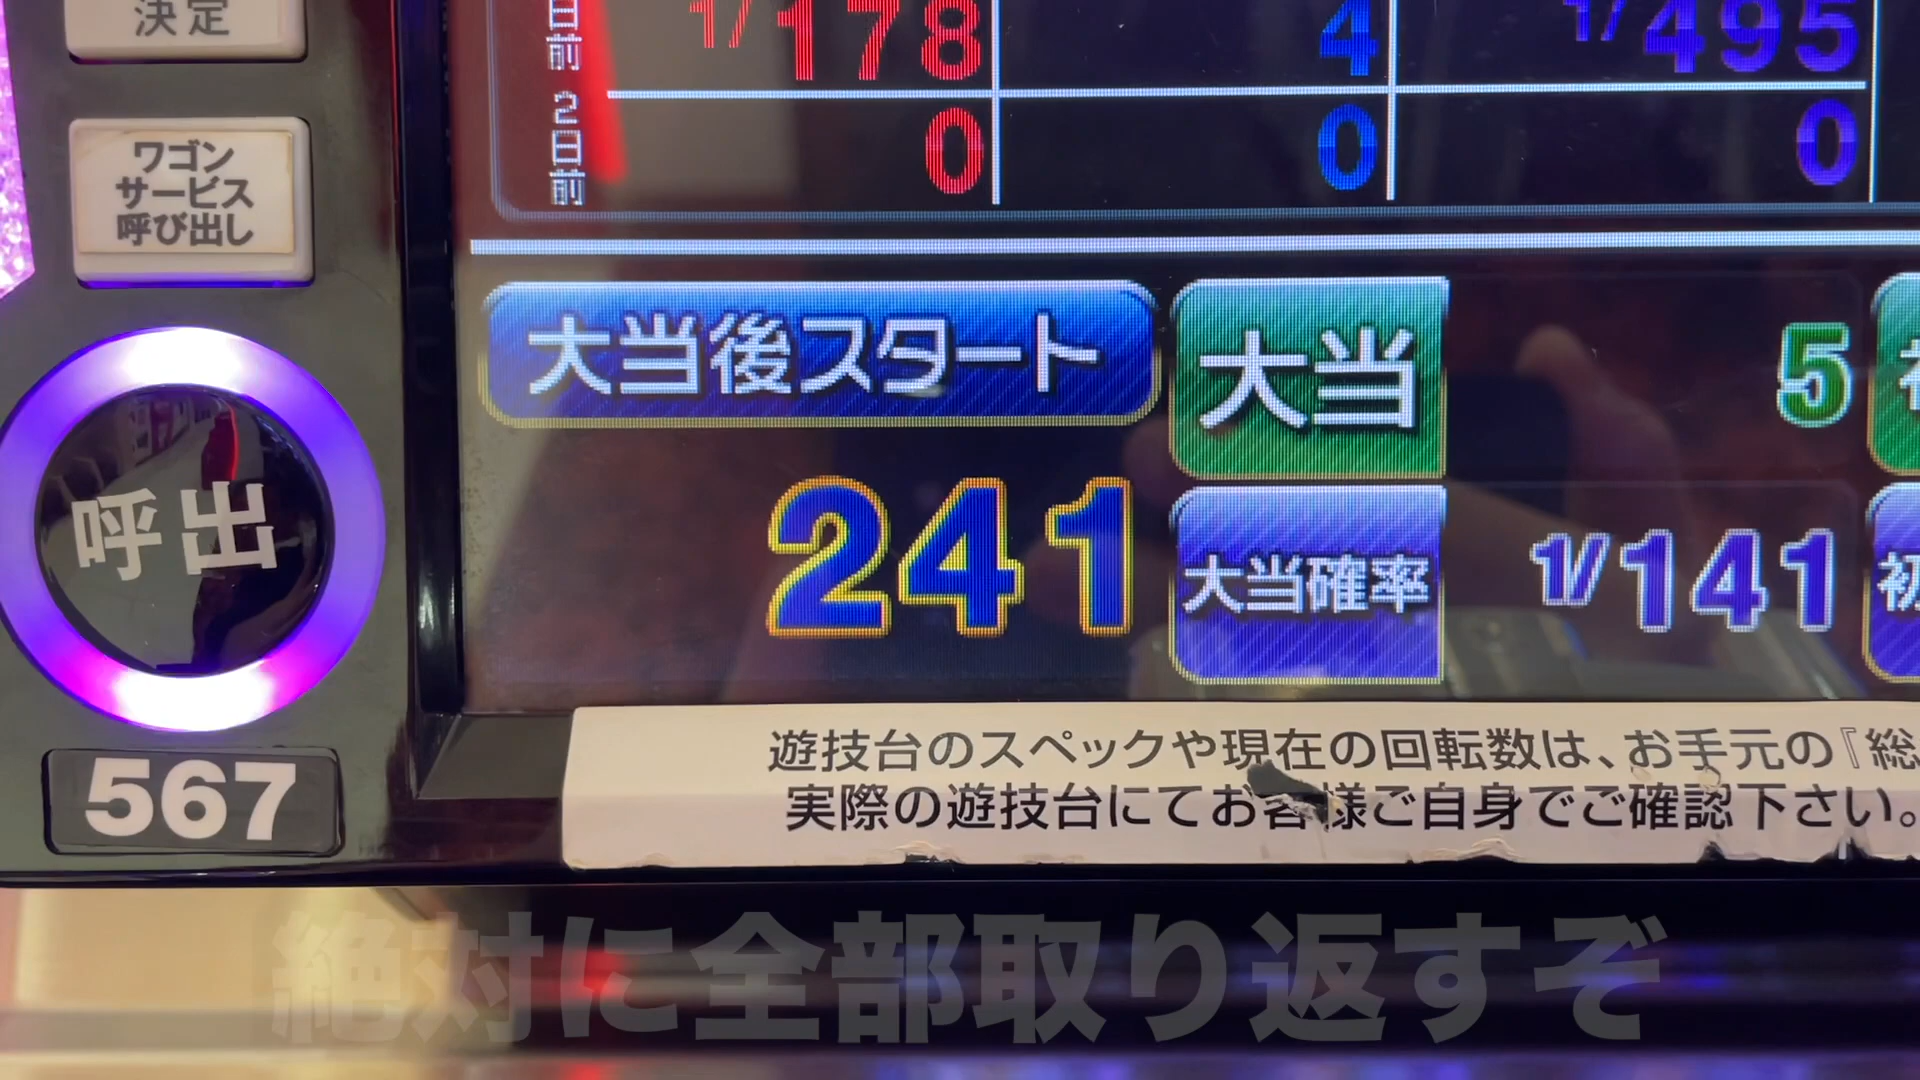 決定
ワゴン
サービス
呼び出し
呼出
567
日前 1/178 4 1/495
2日前 0 0 0
大当後スタート
241
大当 5
大当確率 1/141
遊技台のスペックや現在の回転数は、お手元の『総
実際の遊技台にてお客様ご自身でご確認下さい。
絶対に全部取り返すぞ